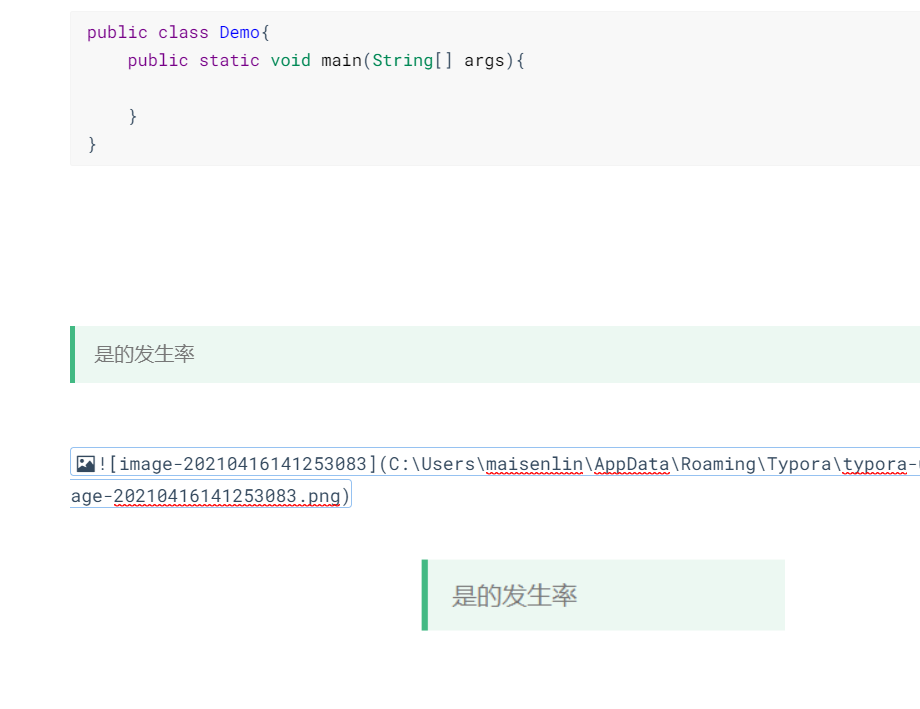 public class Demo{
    public static void main(String[] args){
    }
}
是的发生率
![image-20210416141253083](C:\Users\maisenlin\AppData\Roaming\Typora\typora-
age-20210416141253083.png)
是的发生率